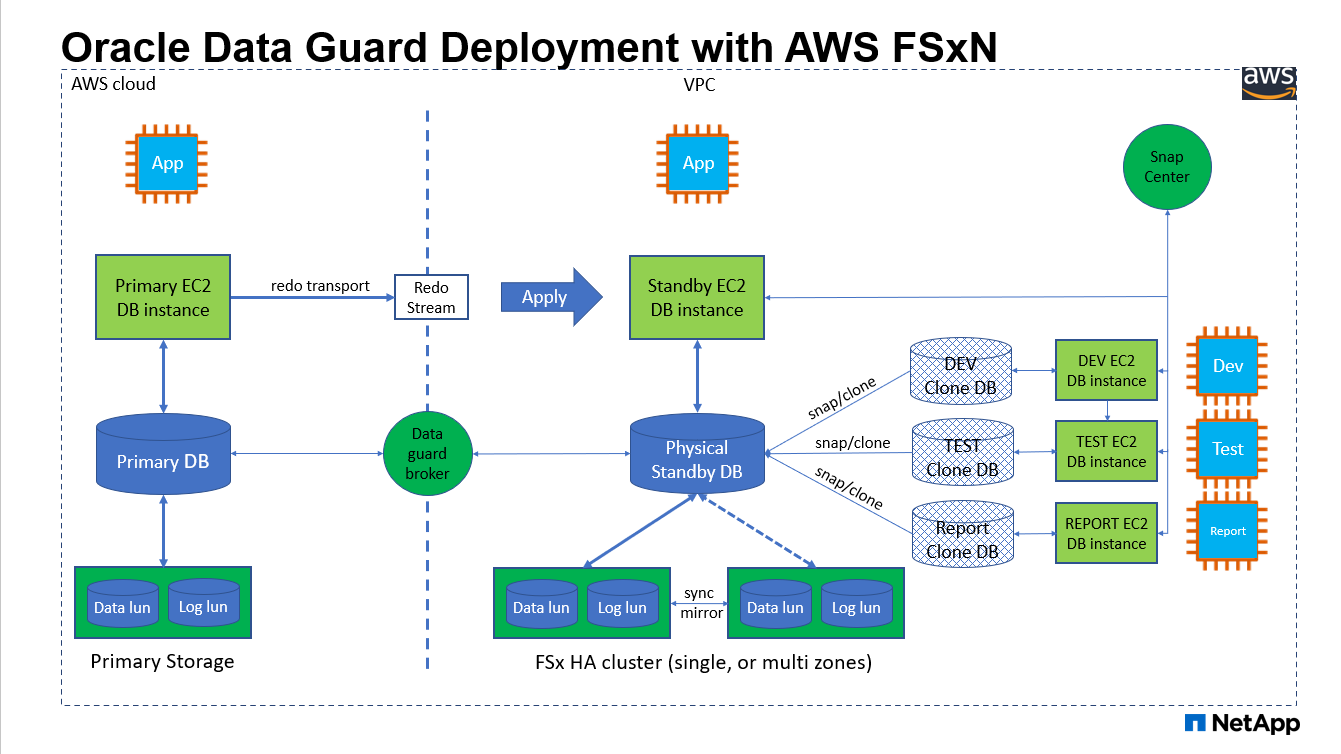 Oracle Data Guard Deployment with AWS FSxN
AWS cloud
VPC
aws
App
App
Snap
Center
Primary EC2
DB instance
redo transport
Redo
Stream
Apply
Standby EC2
DB instance
DEV
Clone DB
DEV EC2
DB instance
Dev
snap/clone
Primary DB
Data
guard
broker
Physical
Standby DB
snap/clone
TEST
Clone DB
TEST EC2
DB instance
Test
snap/clone
Report
Clone DB
REPORT EC2
DB instance
Report
Data lun
Log lun
Data lun
Log lun
sync
mirror
Data lun
Log lun
Primary Storage
FSx HA cluster (single, or multi zones)
NetApp